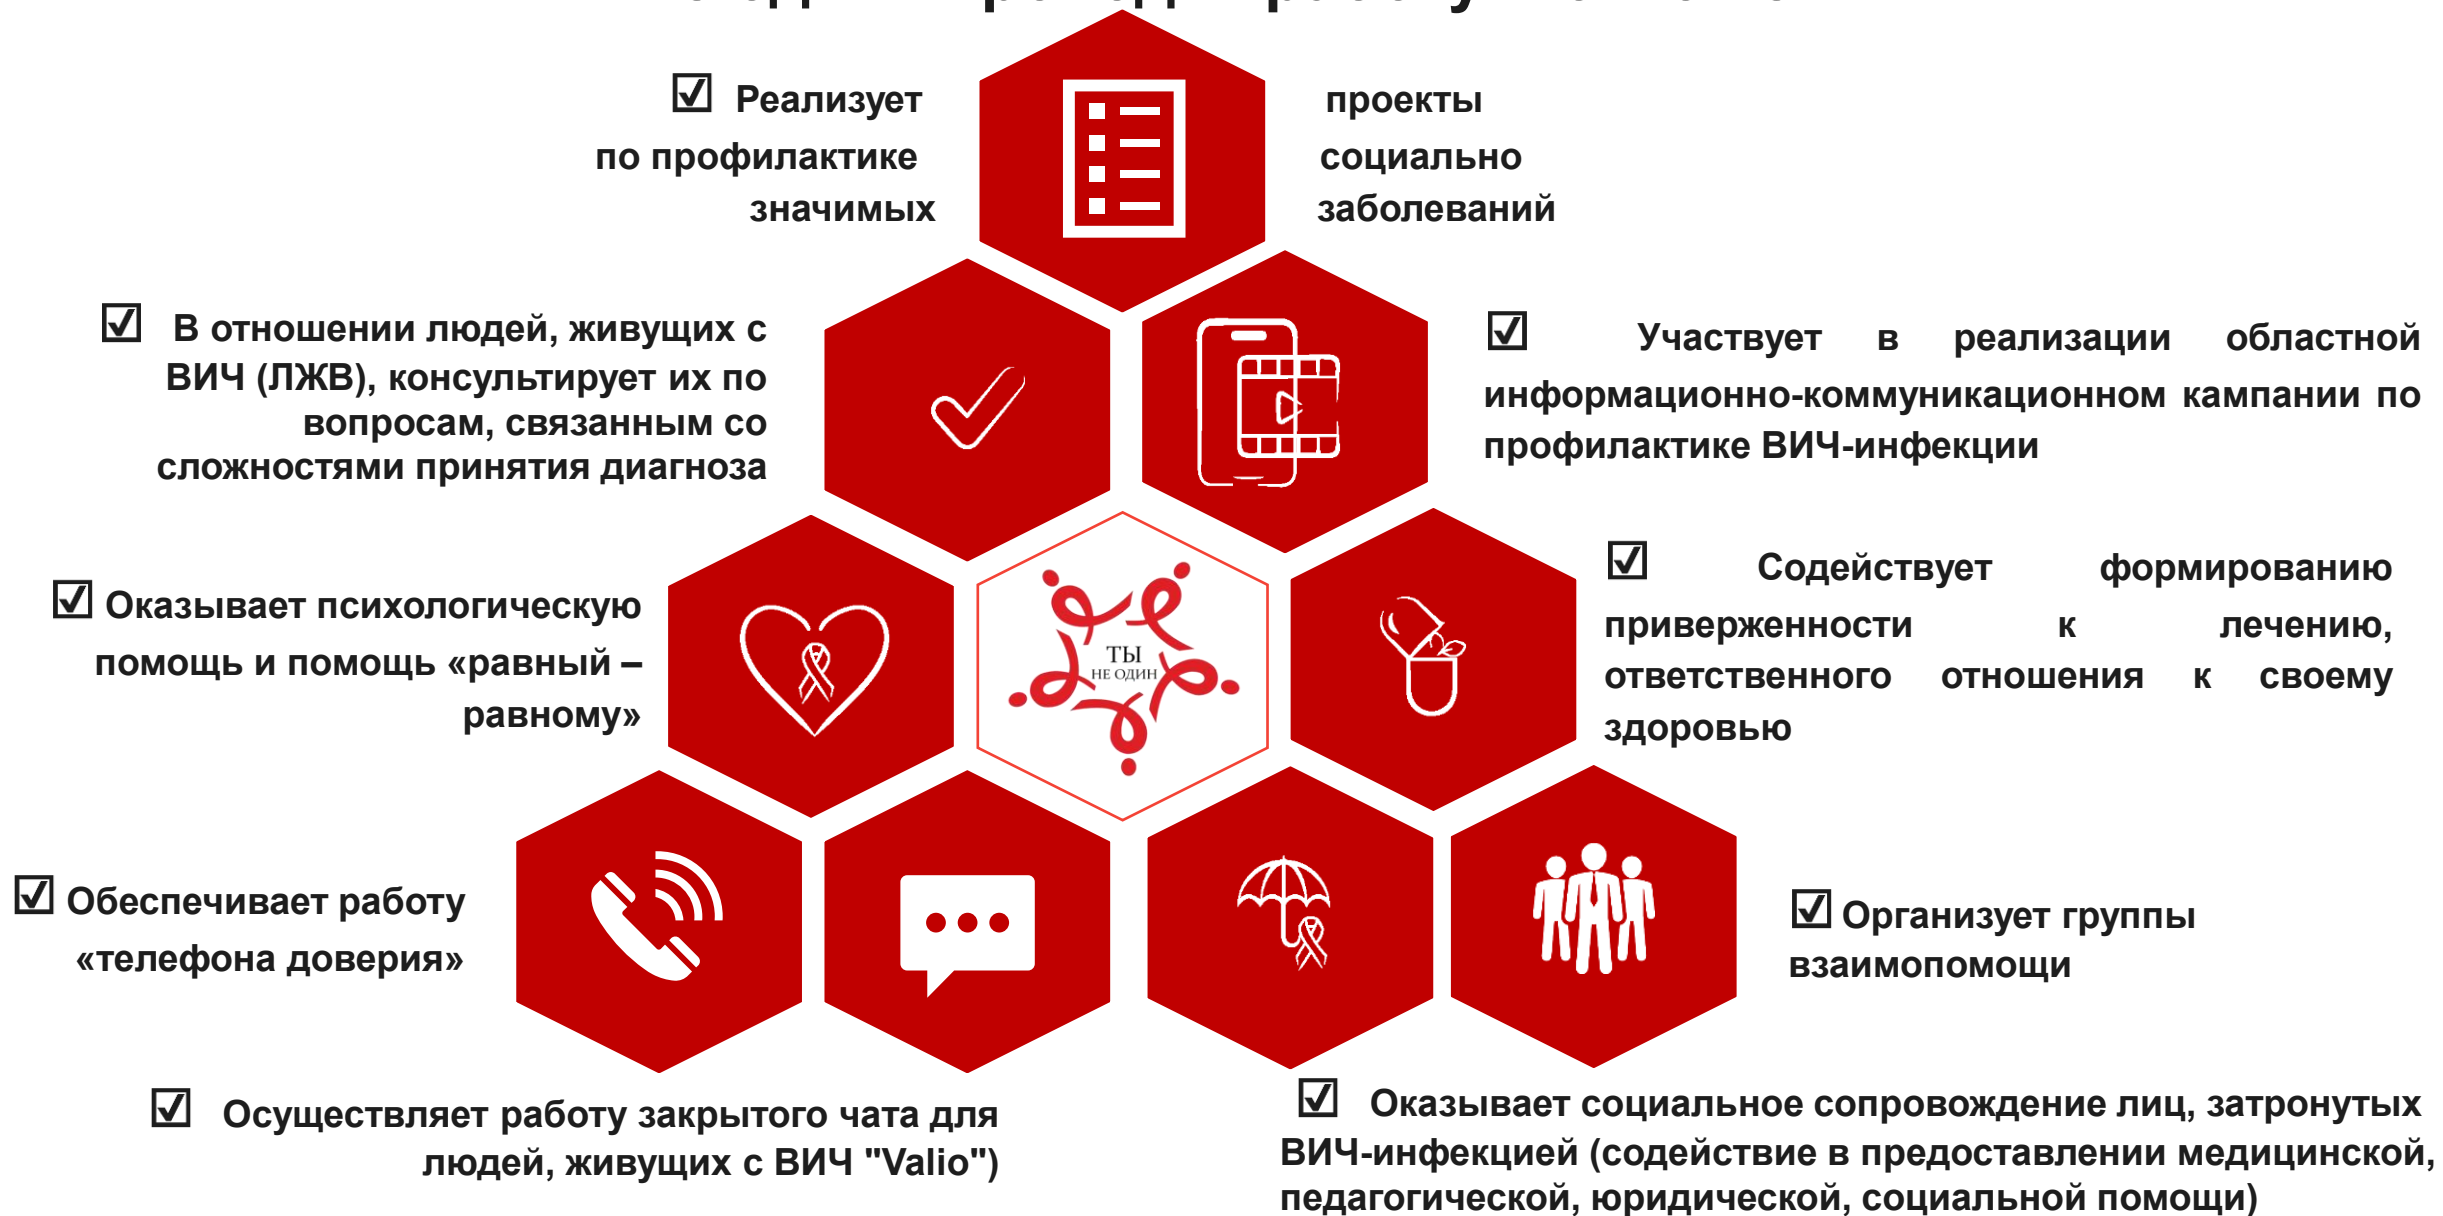 Реализует проекты
по профилактике социально
значимых заболеваний
В отношении людей, живущих с
ВИЧ (ЛЖВ), консультирует их по
вопросам, связанным со
сложностями принятия диагноза
Участвует в реализации областной
информационно-коммуникационном кампании по
профилактике ВИЧ-инфекции
Оказывает психологическую
помощь и помощь «равный –
равному»
ТЫ
НЕ ОДИН
Содействует формированию
приверженности к лечению,
ответственного отношения к своему
здоровью
Обеспечивает работу
«телефона доверия»
Организует группы
взаимопомощи
Осуществляет работу закрытого чата для
людей, живущих с ВИЧ "Valio")
Оказывает социальное сопровождение лиц, затронутых
ВИЧ-инфекцией (содействие в предоставлении медицинской,
педагогической, юридической, социальной помощи)